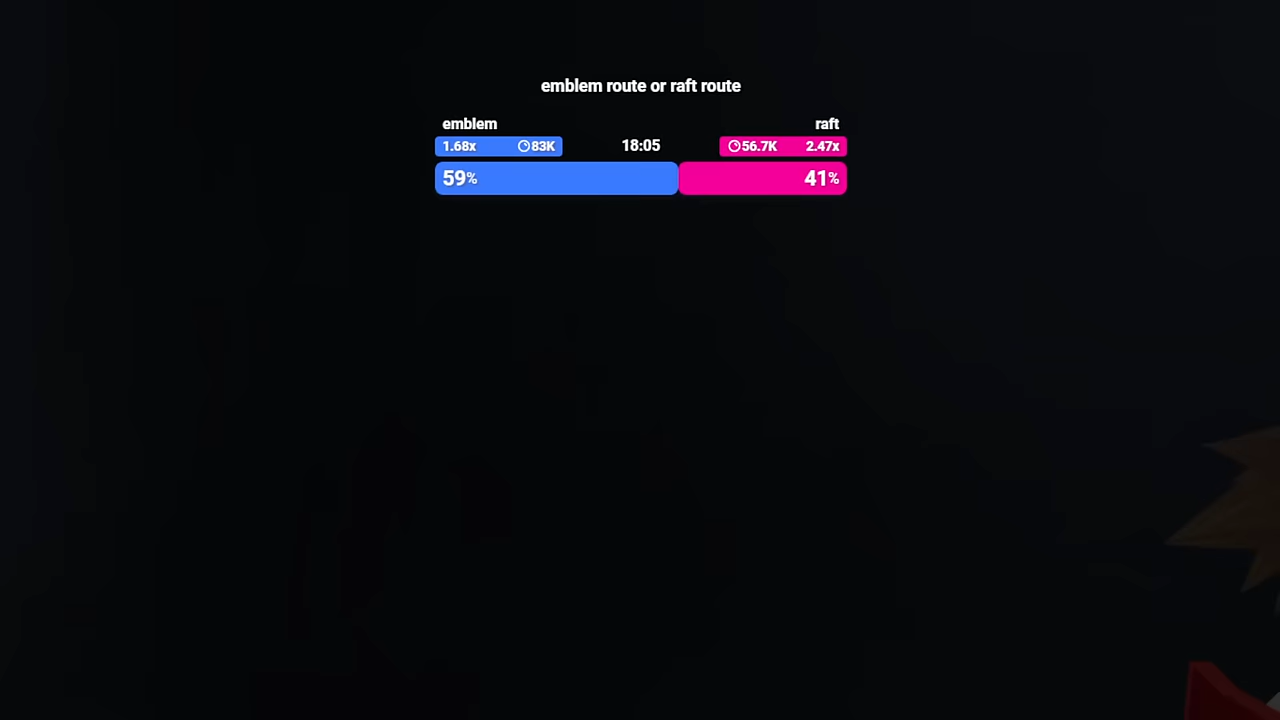 emblem route or raft route
emblem
raft
1.68x
83K
18:05
56.7K
2.47x
59%
41%